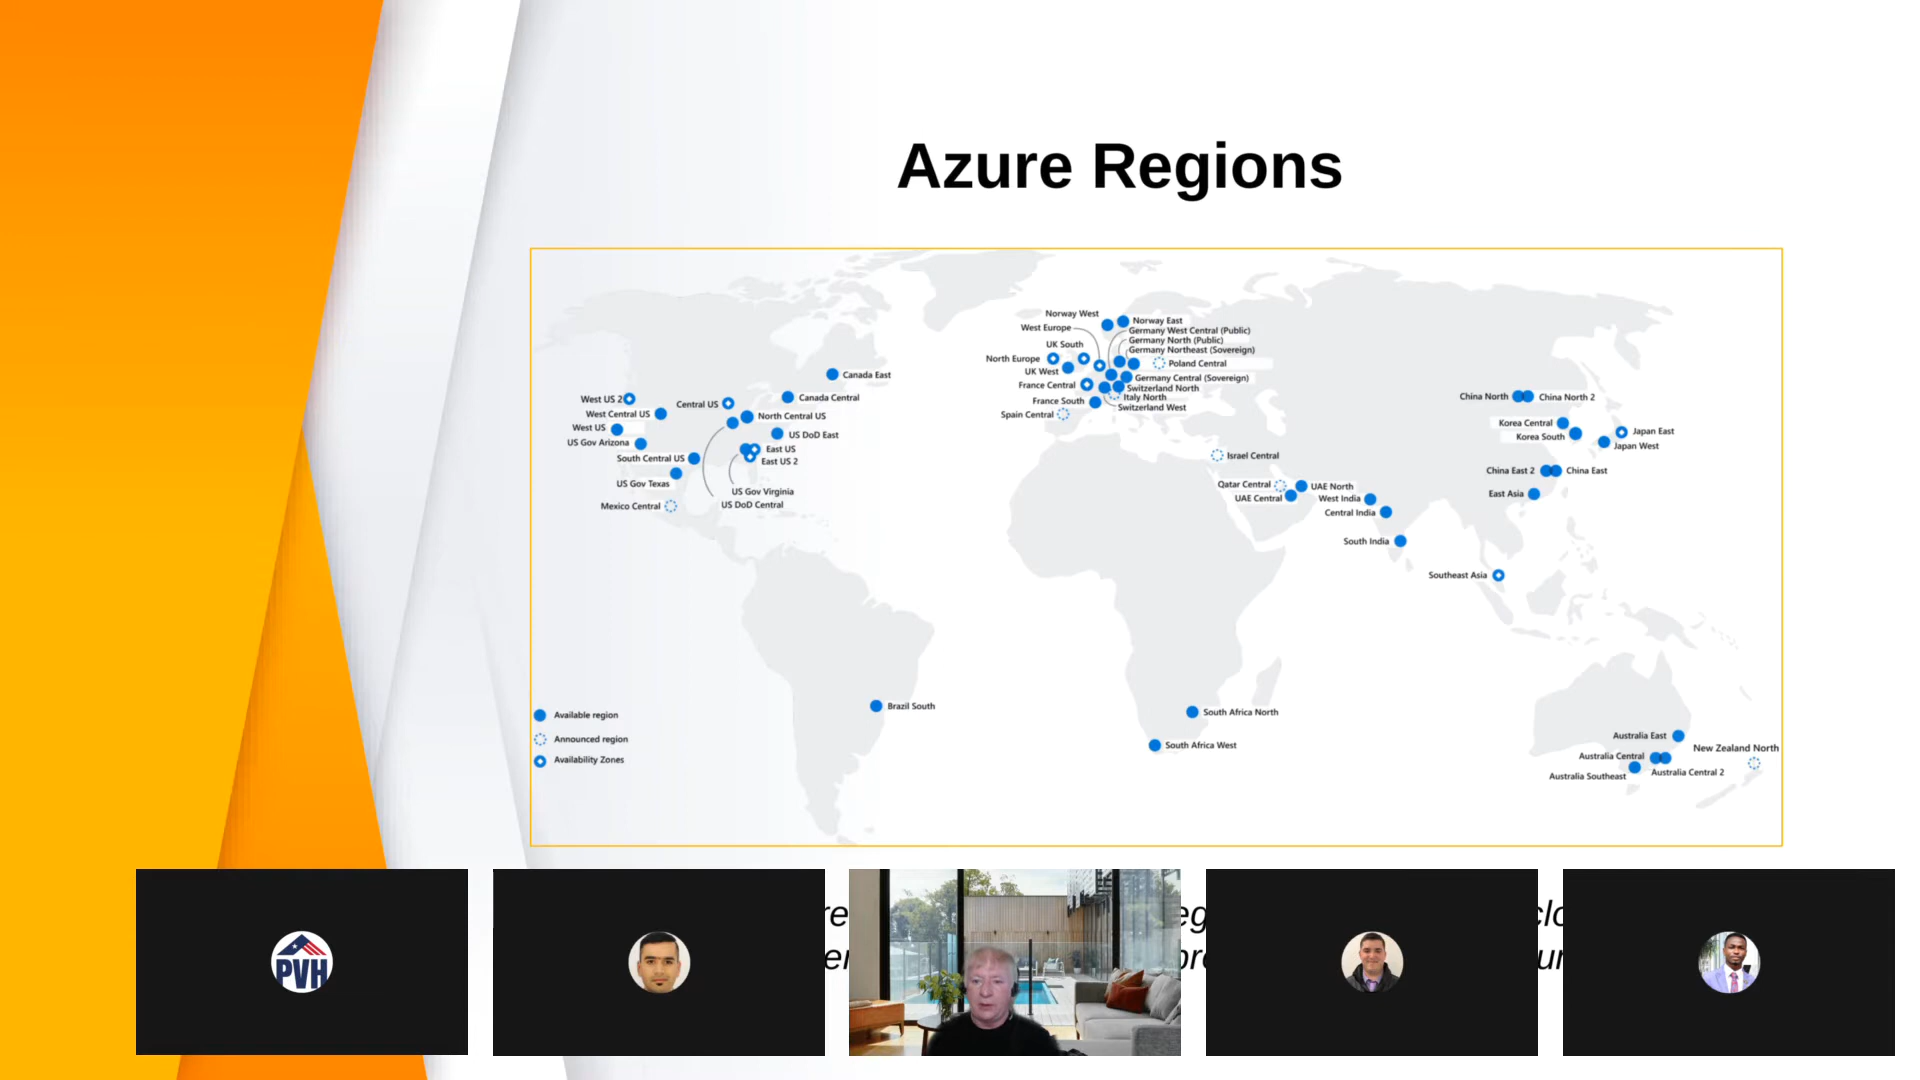 Azure Regions
Norway West
Norway East
West Europe
Germany West Central (Public)
Germany North (Public)
UK South
Germany Northeast (Sovereign)
North Europe
Poland Central
UK West
Germany Central (Sovereign)
France Central
Switzerland North
Italy North
France South
Switzerland West
Spain Central
Canada East
West US 2
Central US
Canada Central
West Central US
North Central US
West US
US DoD East
US Gov Arizona
East US
South Central US
East US 2
US Gov Texas
US Gov Virginia
Mexico Central
US DoD Central
China North
China North 2
Korea Central
Korea South
Japan East
Japan West
Israel Central
China East 2
China East
Qatar Central
UAE North
UAE Central
West India
East Asia
Central India
South India
Southeast Asia
Brazil South
South Africa North
South Africa West
Available region
Announced region
Availability Zones
Australia East
New Zealand North
Australia Central
Australia Southeast
Australia Central 2
PVH